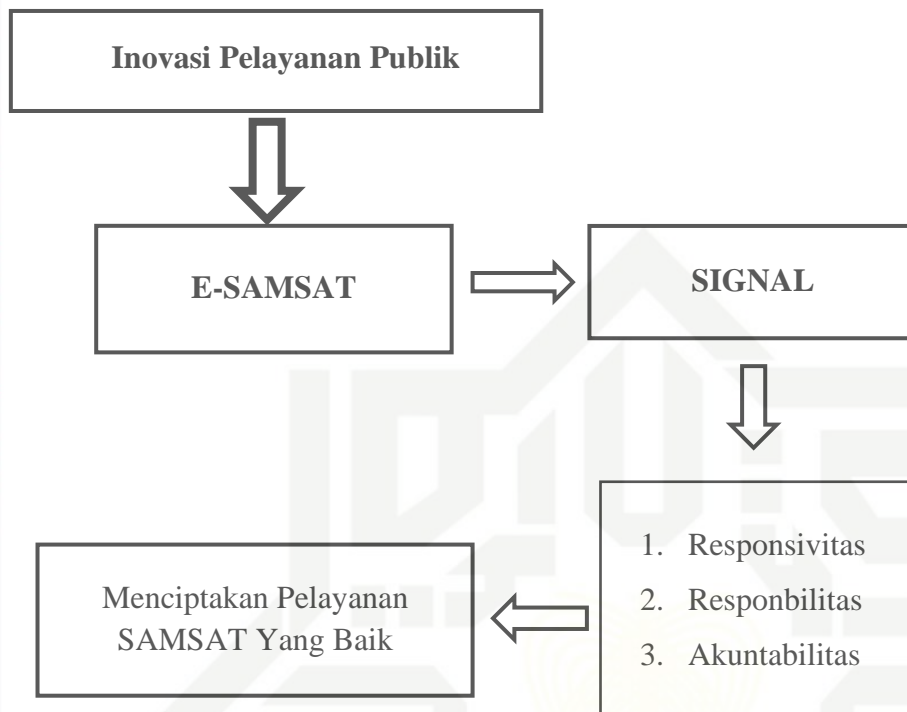 Inovasi Pelayanan Publik
E-SAMSAT
SIGNAL
1. Responsivitas
2. Responbilitas
3. Akuntabilitas
Menciptakan Pelayanan
SAMSAT Yang Baik